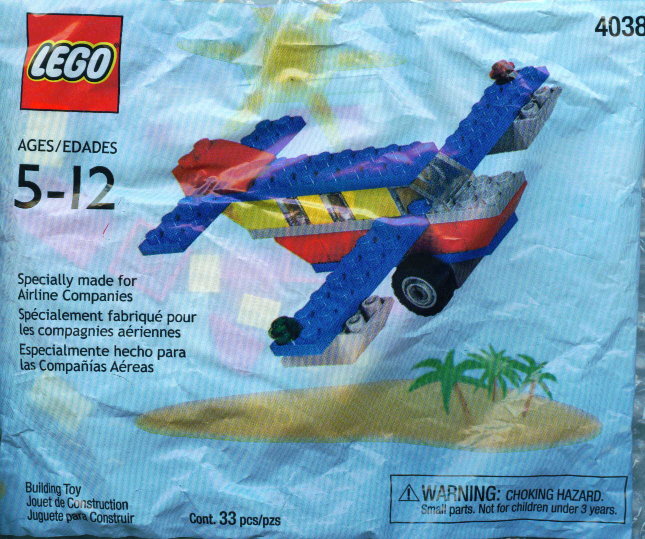 4038
LEGO
AGES/EDADES
5-12
Specially made for
Airline Companies
Spécialement fabriqué pour
les compagnies aériennes
Especialmente hecho para
las Compañías Aéreas
Building Toy
Jouet de Construction
Juguete para Construir
Cont. 33 pcs/pzs
WARNING: CHOKING HAZARD.
Small parts. Not for children under 3 years.